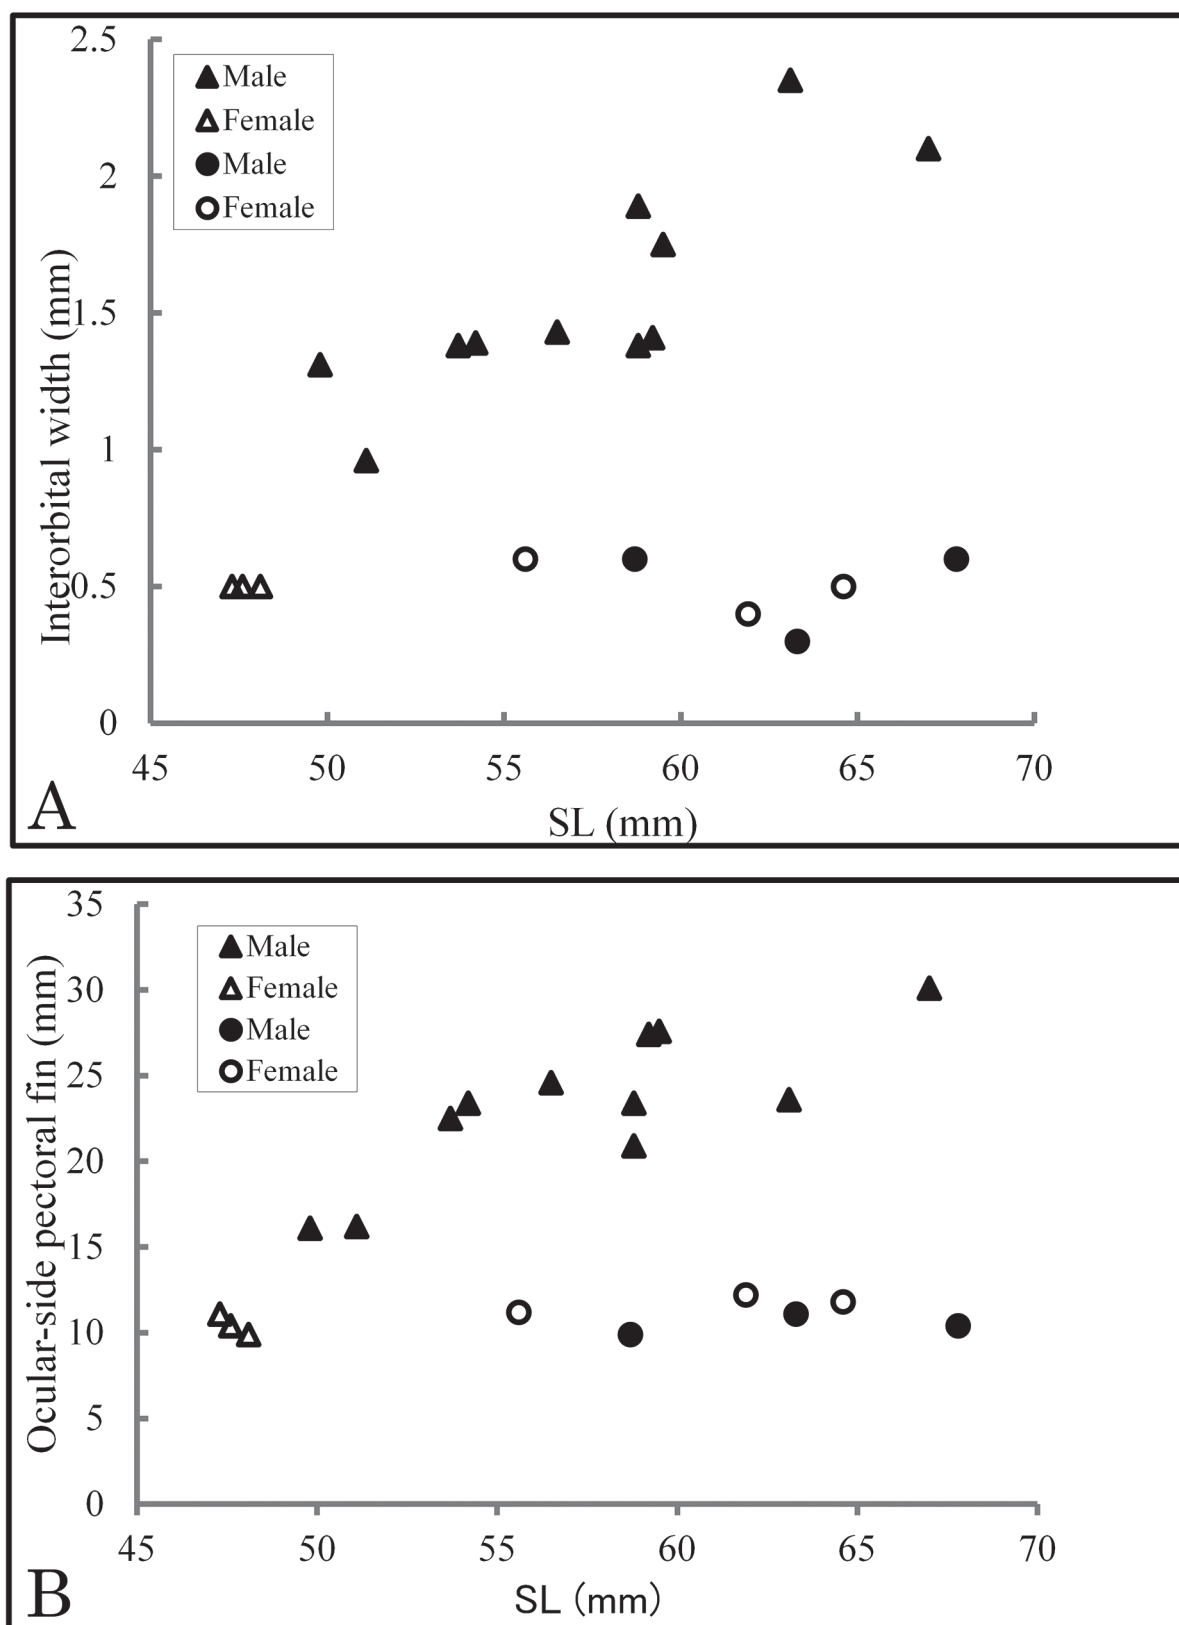 2.5
Male
Female
Male
Female
2
1.5
1
0.5
0
Interorbital width (mm)
45 50 55 60 65 70
SL (mm)
A
35
Male
Female
Male
Female
30
25
20
15
10
5
0
Ocular-side pectoral fin (mm)
45 50 55 60 65 70
SL (mm)
B